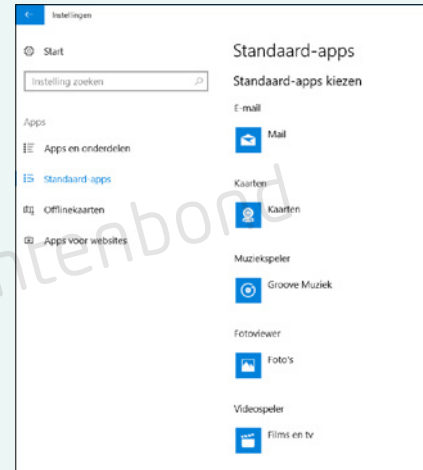 Instellingen
Start
Instelling zoeken
Apps
Apps en onderdelen
Standaard-apps
Offlinekaarten
Apps voor websites
Standaard-apps
Standaard-apps kiezen
E-mail
Mail
Kaarten
Kaarten
Muziekspeler
Groove Muziek
Fotoviewer
Foto's
Videospeler
Films en tv
ntenbond